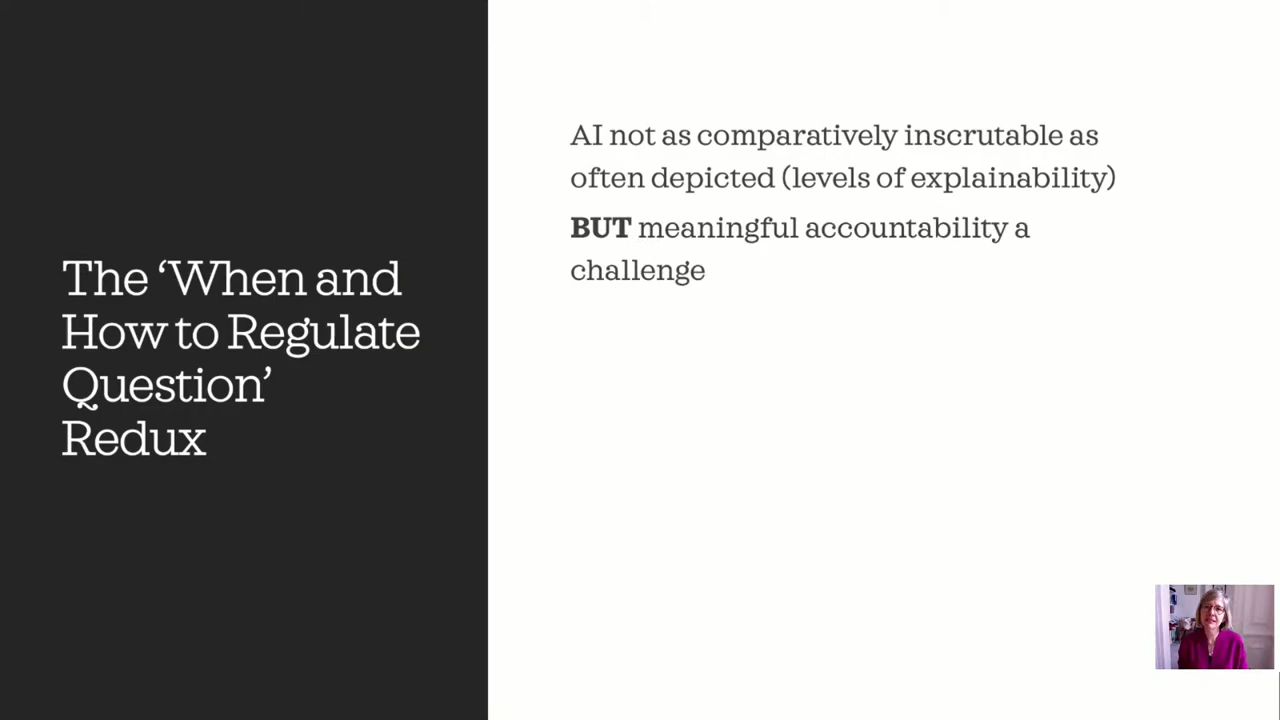 The ‘When and
How to Regulate
Question’
Redux
AI not as comparatively inscrutable as
often depicted (levels of explainability)
BUT meaningful accountability a
challenge